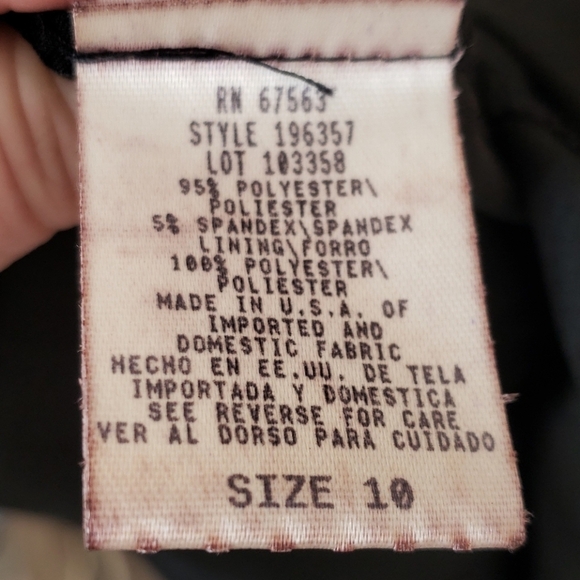 RN 67563
STYLE 196357
LOT 103358
95% POLYESTER\
POLIESTER
5% SPANDEX\SPANDEX
LINING\FORRO
100% POLYESTER\
POLIESTER
MADE IN U.S.A. OF
IMPORTED AND
DOMESTIC FABRIC
HECHO EN EE.UU. DE TELA
IMPORTADA Y DOMESTICA
SEE REVERSE FOR CARE
VER AL DORSO PARA CUIDADO
SIZE 10